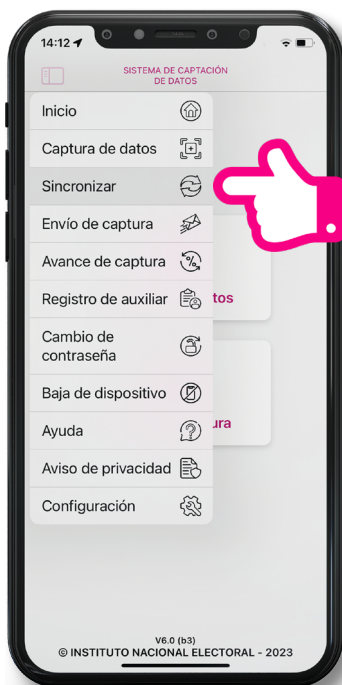 14:12
SISTEMA DE CAPTACIÓN
DE DATOS
Inicio
Captura de datos
Sincronizar
Envío de captura
Avance de captura
Registro de auxiliar
tos
Cambio de
contraseña
Baja de dispositivo
Ayuda
ura
Aviso de privacidad
Configuración
V6.0 (b3)
© INSTITUTO NACIONAL ELECTORAL - 2023